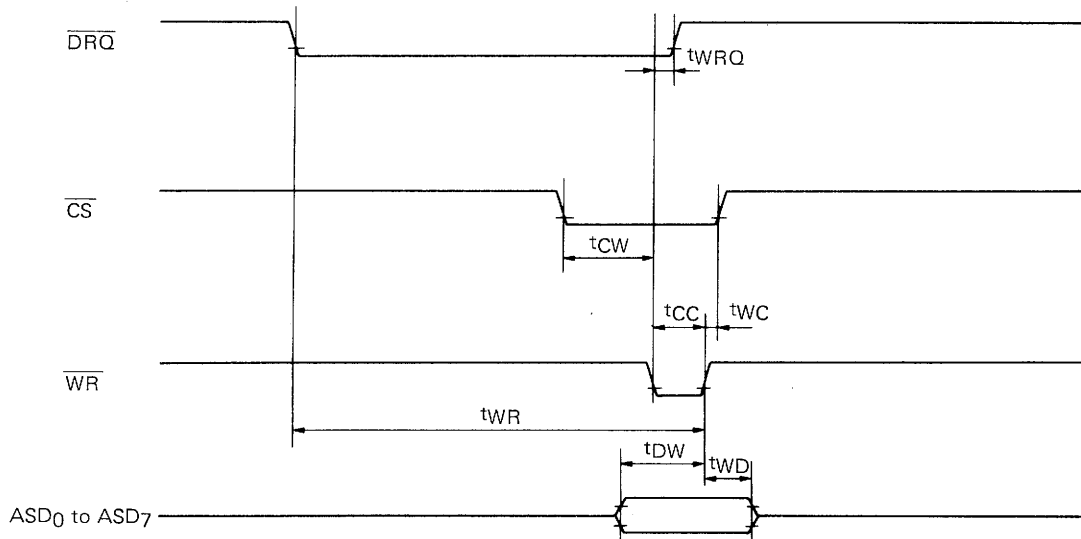 DRQ
tWRQ
CS
tCW
tCC tWC
WR
tWR
tDW tWD
ASD0 to ASD7